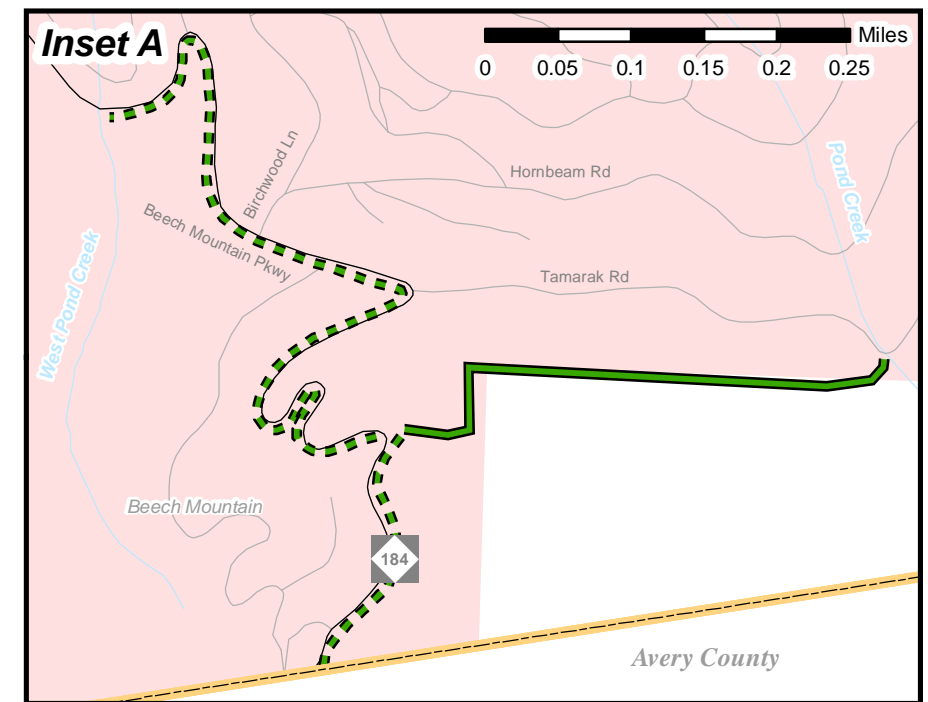 Inset A
Miles
0 0.05 0.1 0.15 0.2 0.25
Birchwood Ln
Hornbeam Rd
Pond Creek
Beech Mountain Pkwy
West Pond Creek
Tamarak Rd
Beech Mountain
184
Avery County